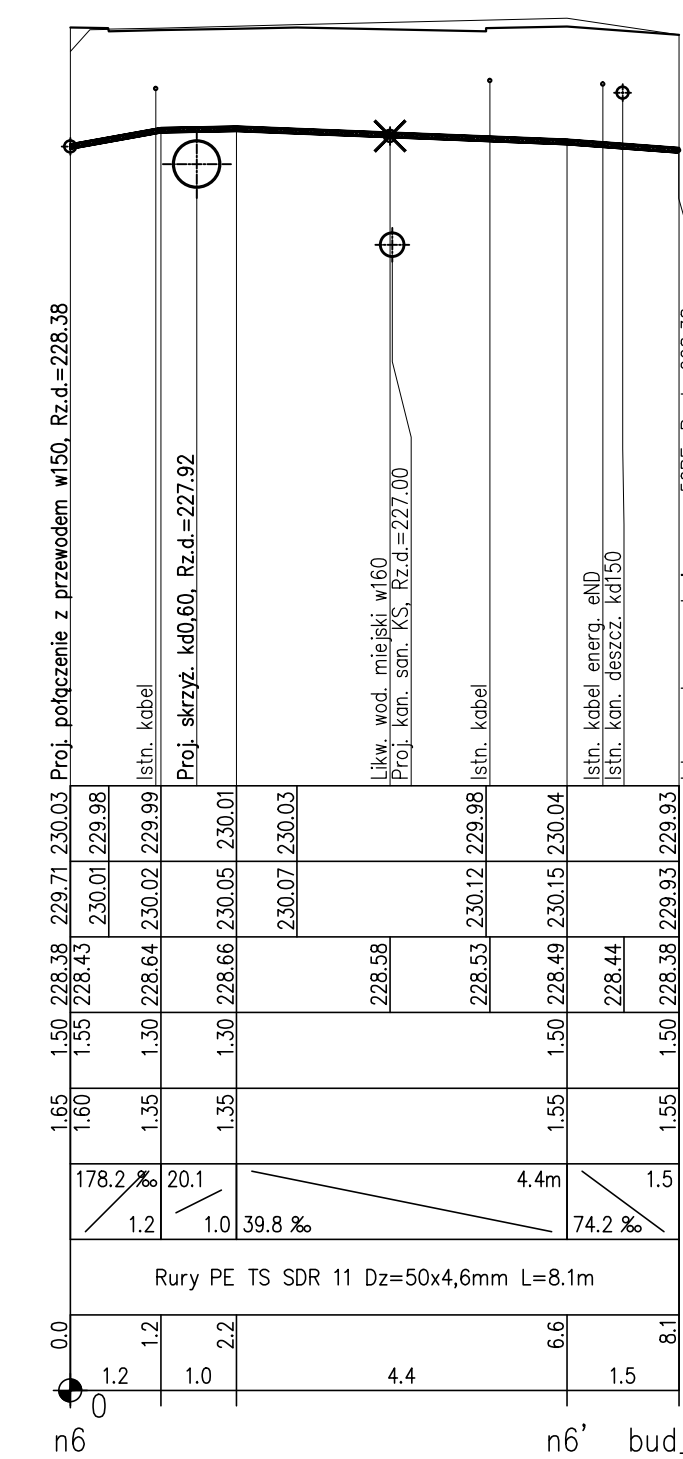 Proj. połączenie z przewodem w150, Rz.d.=228.38
Istn. kabel
Proj. skrzyż. kd0,60, Rz.d.=227.92
Likw. wod. miejski w160
Proj. kan. san. KS, Rz.d.=227.00
Istn. kabel
Istn. kabel energ. eND
Istn. kan. deszcz. kd150
230.03 229.98 229.99 230.01 230.03 229.98 230.04 229.93
229.71 230.01 230.02 230.05 230.07 230.12 230.15 229.93
228.38 228.43 228.64 228.66 228.58 228.53 228.49 228.44 228.38
1.50 1.55 1.30 1.30 1.50 1.50
1.65 1.60 1.35 1.35 1.55 1.55
178.2 ‰ 20.1 4.4m 1.5
1.2 1.0 39.8 ‰ 74.2 ‰
Rury PE TS SDR 11 Dz=50x4,6mm L=8.1m
0.0 1.2 2.2 6.6 8.1
1.2 1.0 4.4 1.5
0
n6 n6' bud.